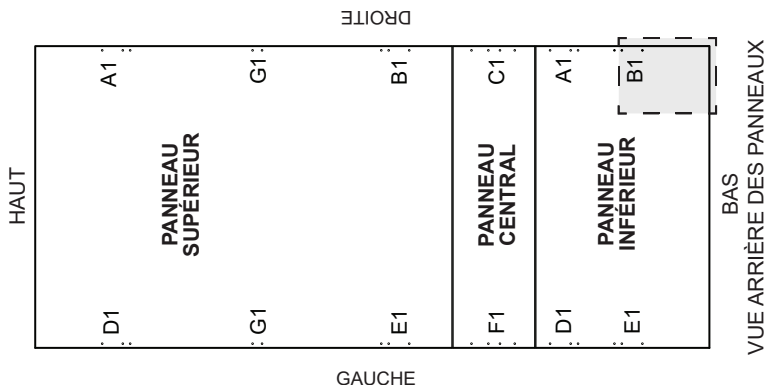 DROITE
HAUT
A1
G1
B1
C1
A1
B1
PANNEAU
SUPÉRIEUR
PANNEAU
CENTRAL
PANNEAU
INFÉRIEUR
D1
G1
E1
F1
D1
E1
BAS
VUE ARRIÈRE DES PANNEAUX
GAUCHE